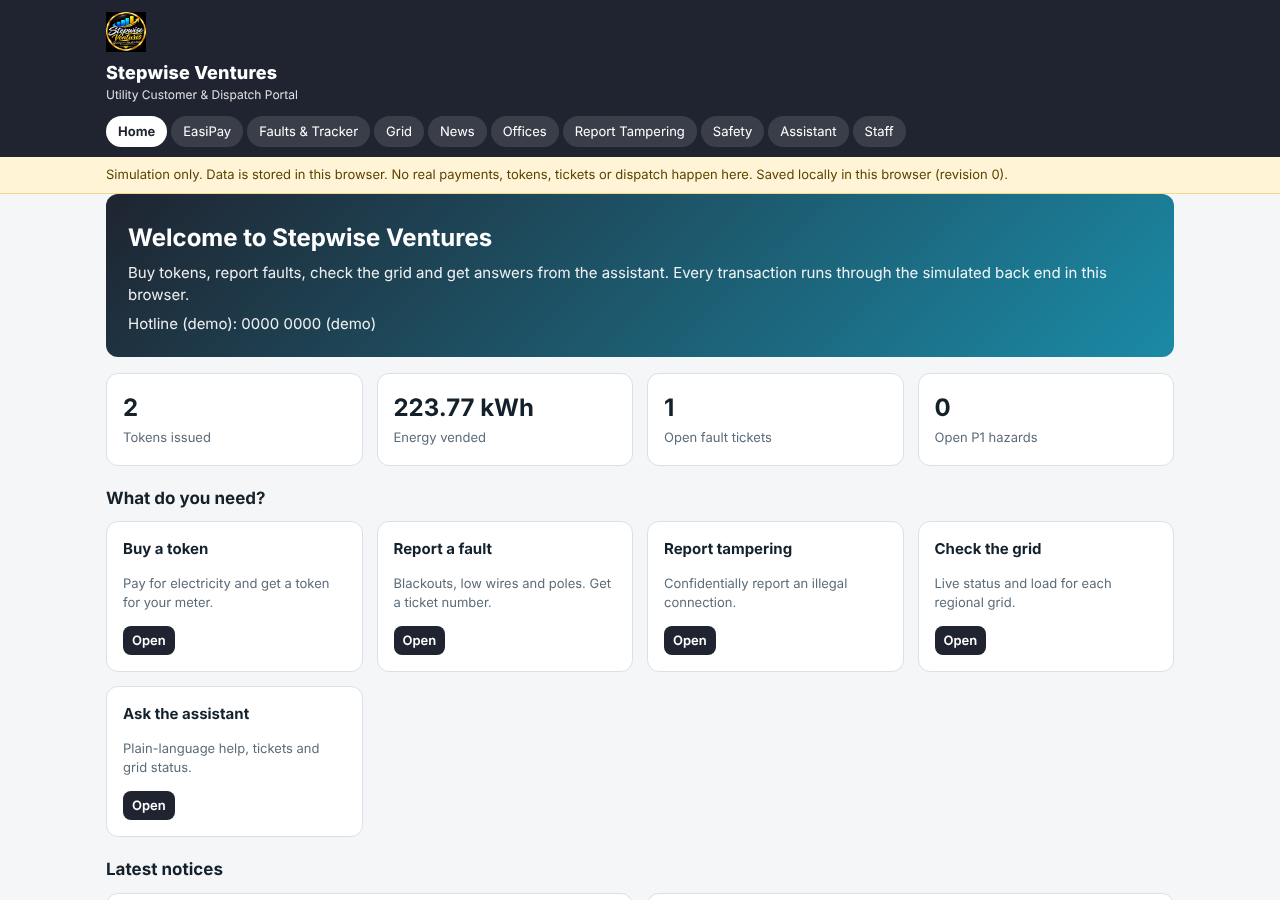 Stepwise
Ventures
Stepwise Ventures
Utility Customer & Dispatch Portal
Home EasiPay Faults & Tracker Grid News Offices Report Tampering Safety Assistant Staff
Simulation only. Data is stored in this browser. No real payments, tokens, tickets or dispatch happen here. Saved locally in this browser (revision 0).
Welcome to Stepwise Ventures
Buy tokens, report faults, check the grid and get answers from the assistant. Every transaction runs through the simulated back end in this
browser.
Hotline (demo): 0000 0000 (demo)
2
Tokens issued
223.77 kWh
Energy vended
1
Open fault tickets
0
Open P1 hazards
What do you need?
Buy a token
Pay for electricity and get a token
for your meter.
Open
Report a fault
Blackouts, low wires and poles. Get
a ticket number.
Open
Report tampering
Confidentially report an illegal
connection.
Open
Check the grid
Live status and load for each
regional grid.
Open
Ask the assistant
Plain-language help, tickets and
grid status.
Open
Latest notices